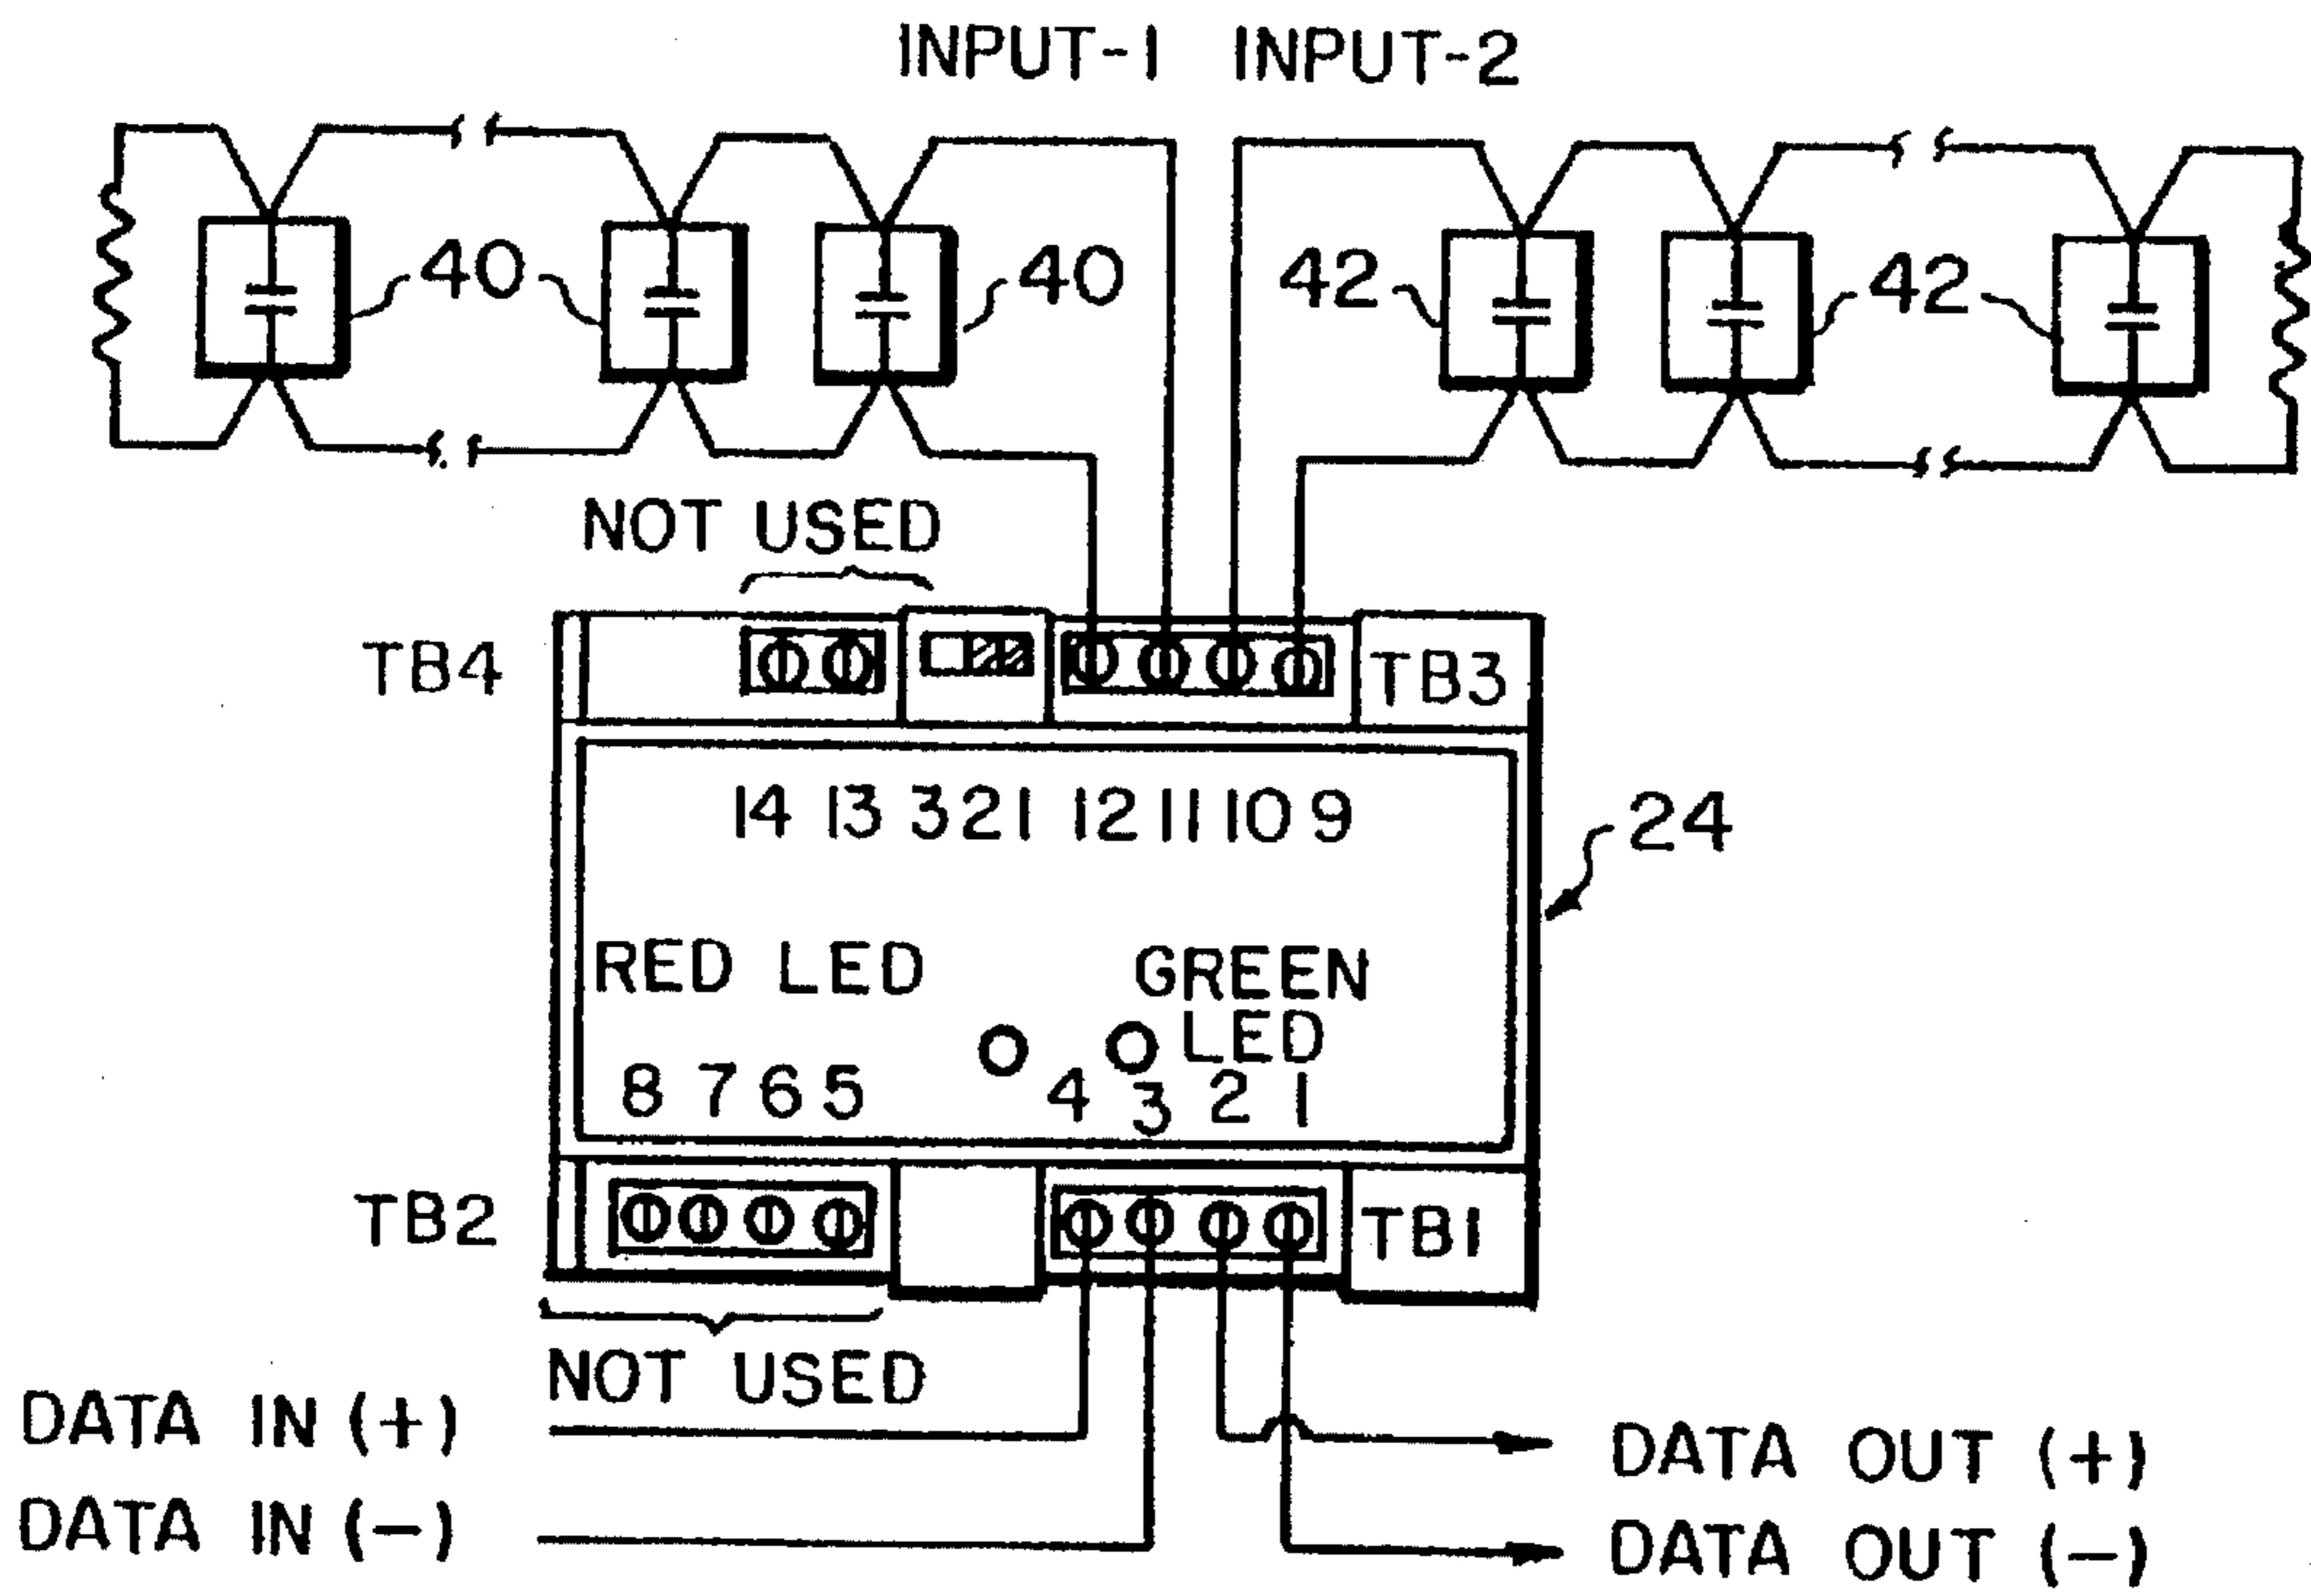 INPUT-1 INPUT-2
40 40 42 42
NOT USED
TB4 TB3
14 13 3 2 1 12 11 10 9
24
RED LED GREEN
LED
8 7 6 5 4 3 2 1
TB2 TB1
NOT USED
DATA IN (+)
DATA OUT (+)
DATA IN (-)
DATA OUT (-)